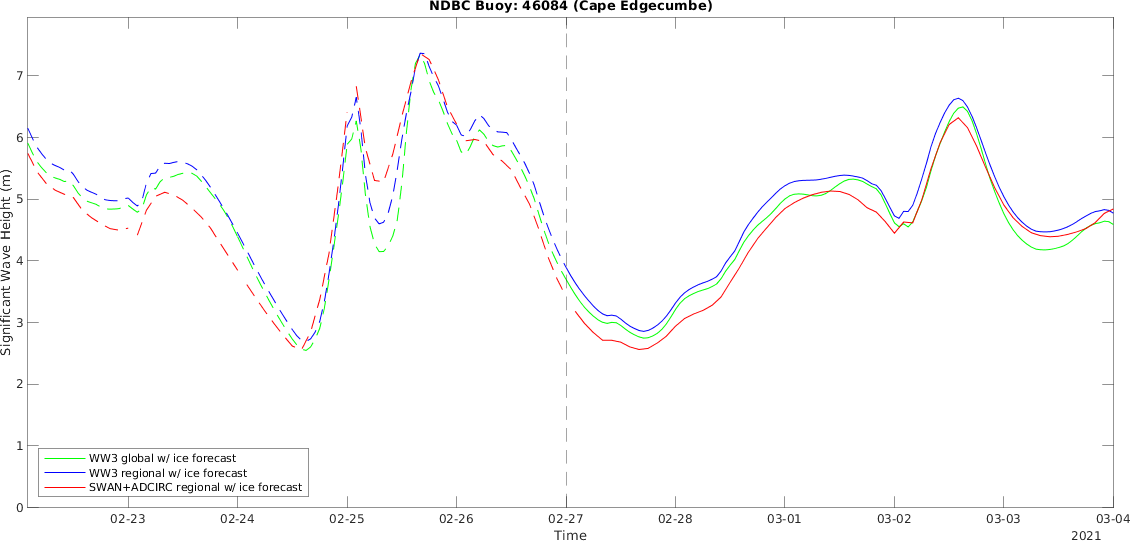 NDBC Buoy: 46084 (Cape Edgecumbe)
Significant Wave Height (m)
7
6
5
4
3
2
1
0
WW3 global w/ ice forecast
WW3 regional w/ ice forecast
SWAN+ADCIRC regional w/ ice forecast
02-23 02-24 02-25 02-26 02-27 02-28 03-01 03-02 03-03 03-04
Time
2021